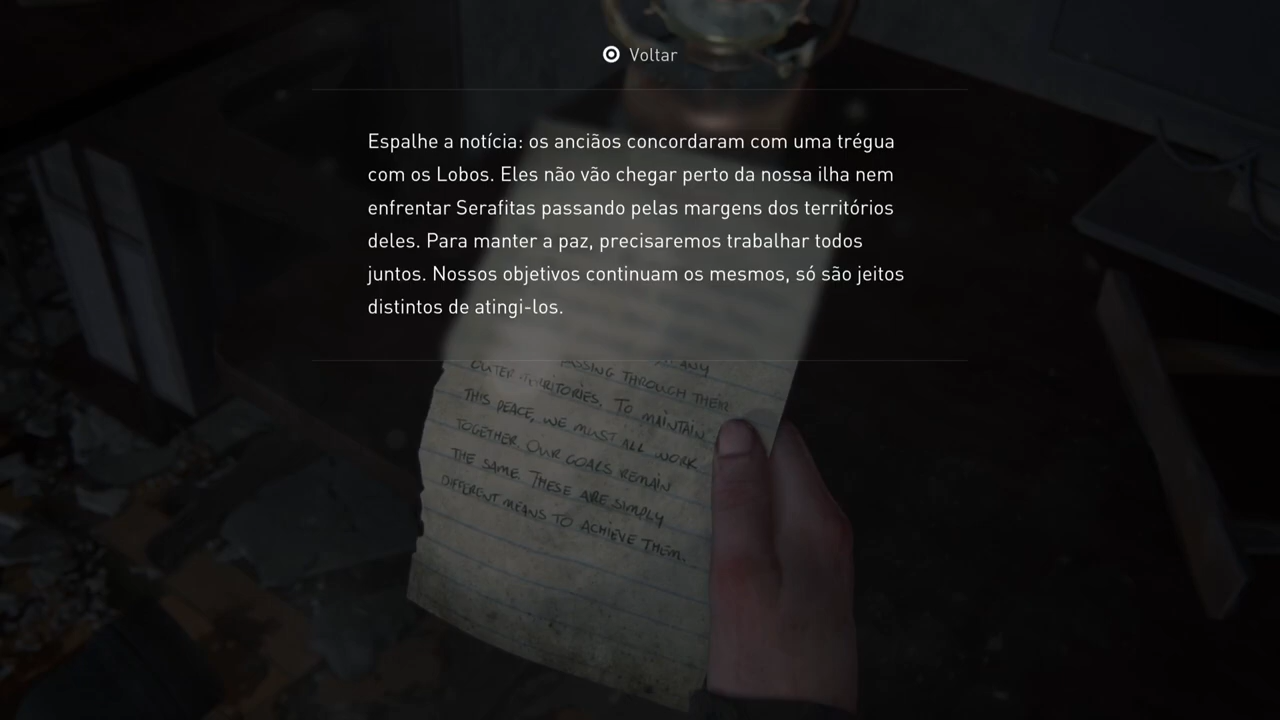 Voltar
Espalhe a notícia: os anciãos concordaram com uma trégua
com os Lobos. Eles não vão chegar perto da nossa ilha nem
enfrentar Serafitas passando pelas margens dos territórios
deles. Para manter a paz, precisaremos trabalhar todos
juntos. Nossos objetivos continuam os mesmos, só são jeitos
distintos de atingi-los.
ANY
PASSING THROUGH THEIR
OUTER TERRITORIES. TO MAINTAIN
THIS PEACE, WE MUST ALL WORK
TOGETHER. OUR GOALS REMAIN
THE SAME. THESE ARE SIMPLY
DIFFERENT MEANS TO ACHIEVE THEM.